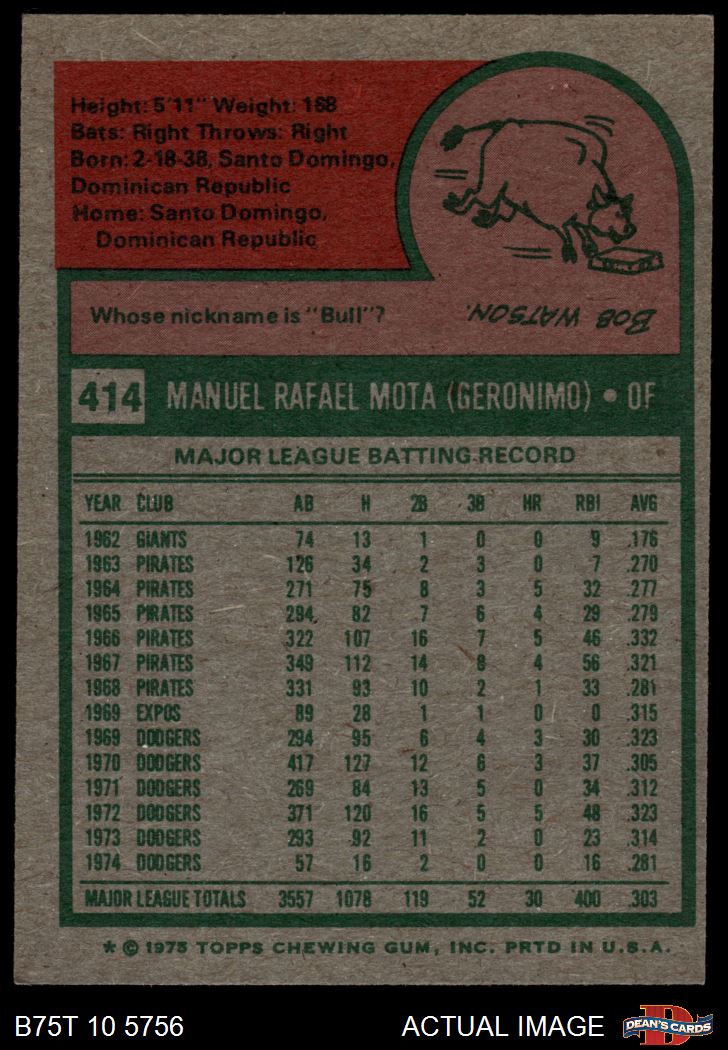 Height: 5'11" Weight: 168
Bats: Right Throws: Right
Born: 2-18-38, Santo Domingo,
Dominican Republic
Home: Santo Domingo,
Dominican Republic
Whose nickname is "Bull"?
BOB WATSON.
414 MANUEL RAFAEL MOTA (GERONIMO) • OF
MAJOR LEAGUE BATTING RECORD
YEAR CLUB AB H 2B 3B HR RBI AVG
1962 GIANTS 74 13 1 0 0 9 .176
1963 PIRATES 126 34 2 3 0 7 .270
1964 PIRATES 271 75 8 3 5 32 .277
1965 PIRATES 294 82 7 6 4 29 .279
1966 PIRATES 322 107 16 7 5 46 .332
1967 PIRATES 349 112 14 8 4 56 .321
1968 PIRATES 331 93 10 2 1 33 .281
1969 EXPOS 89 28 1 1 0 0 .315
1969 DODGERS 294 95 6 4 3 30 .323
1970 DODGERS 417 127 12 6 3 37 .305
1971 DODGERS 269 84 13 5 0 34 .312
1972 DODGERS 371 120 16 5 5 48 .323
1973 DODGERS 293 92 11 2 0 23 .314
1974 DODGERS 57 16 2 0 0 16 .281
MAJOR LEAGUE TOTALS 3557 1078 119 52 30 400 .303
* © 1975 TOPPS CHEWING GUM, INC. PRTD IN U.S.A.
B75T 10 5756 ACTUAL IMAGE
D
DEAN'S CARDS